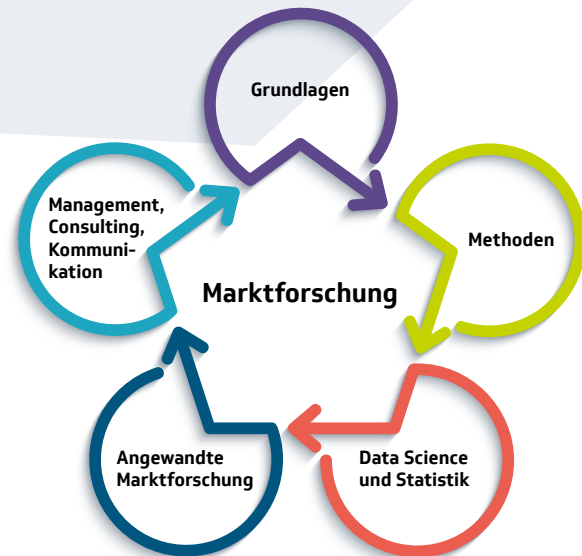 Grundlagen
Methoden
Data Science
und Statistik
Angewandte
Marktforschung
Management,
Consulting,
Kommuni-
kation
Marktforschung